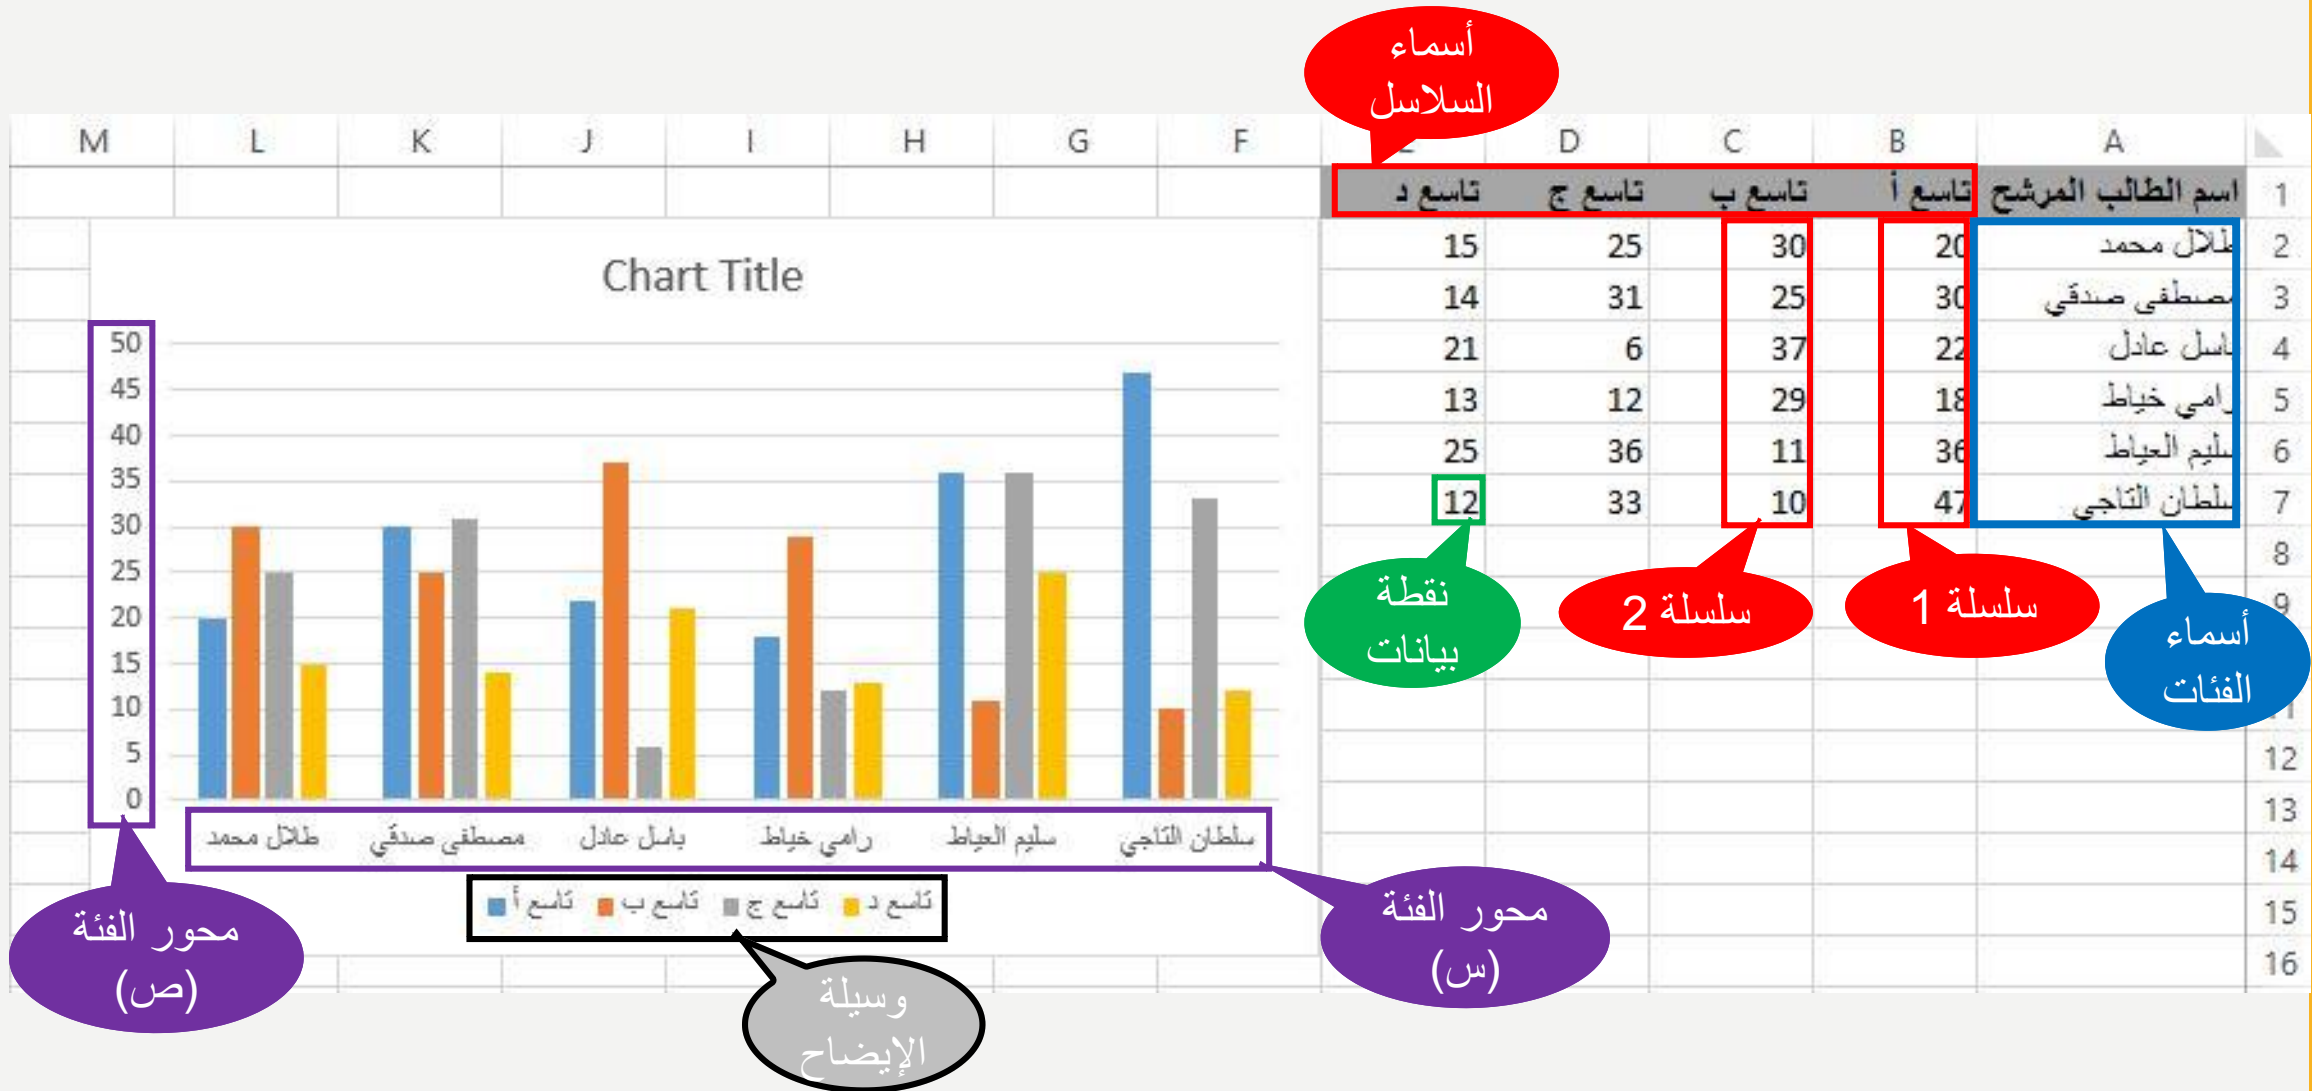 أسماء
السلاسل
M L K J I H G F D C B A
اسم الطالب المرشح تاسع أ تاسع ب تاسع ج تاسع د 1
طلال محمد 20 30 25 15 2
مصطفى صدقي 30 25 31 14 3
باسل عادل 22 37 6 21 4
رامي خياط 18 29 12 13 5
سليم العياط 36 11 36 25 6
سلطان التاجي 47 10 33 12 7
8
9
11
12
13
14
15
16
أسماء
الفئات
سلسلة 1
سلسلة 2
نقطة
بيانات
Chart Title
50
45
40
35
30
25
20
15
10
5
0
طلال محمد مصطفى صدقي باسل عادل رامي خياط سليم العياط سلطان التاجي
تاسع أ تاسع ب تاسع ج تاسع د
محور الفئة
(س)
محور الفئة
(ص)
وسيلة
الإيضاح